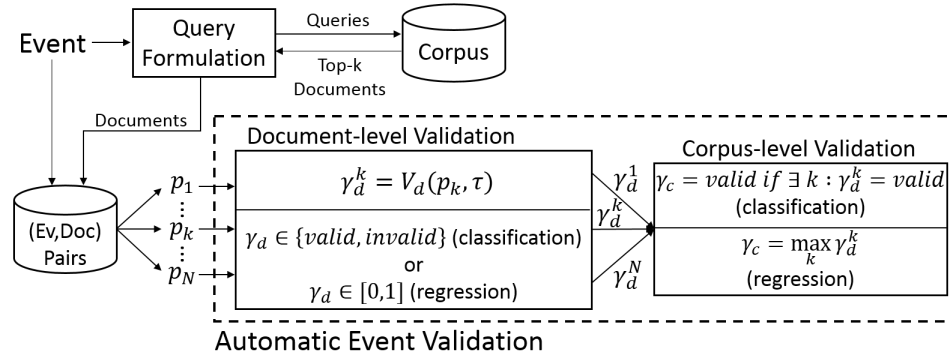 Event
Query
Formulation
Queries
Top-k
Documents
Corpus
Documents
(Ev,Doc)
Pairs
p_1
⋮
p_k
⋮
p_N
Document-level Validation
γ_d^k = V_d(p_k, τ)
γ_d ∈ {valid, invalid} (classification)
or
γ_d ∈ [0,1] (regression)
γ_d^1
γ_d^k
γ_d^N
Corpus-level Validation
γ_c = valid if ∃ k : γ_d^k = valid
(classification)
γ_c = max_k γ_d^k
(regression)
Automatic Event Validation